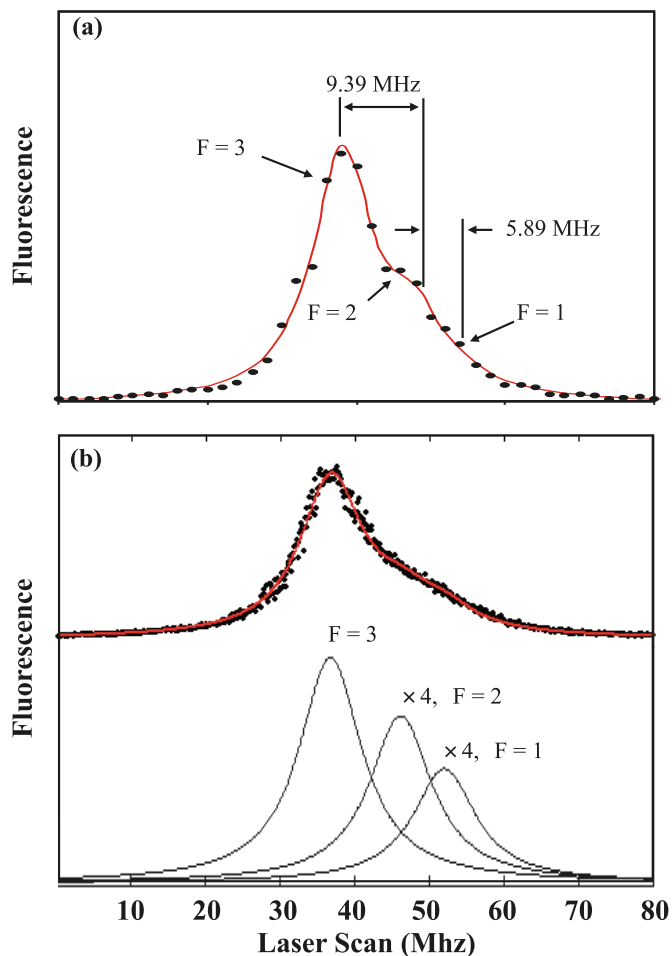 (a)
9.39 MHz
F = 3
5.89 MHz
F = 2
F = 1
Fluorescence
(b)
F = 3
×4, F = 2
×4, F = 1
Fluorescence
10 20 30 40 50 60 70 80
Laser Scan (Mhz)